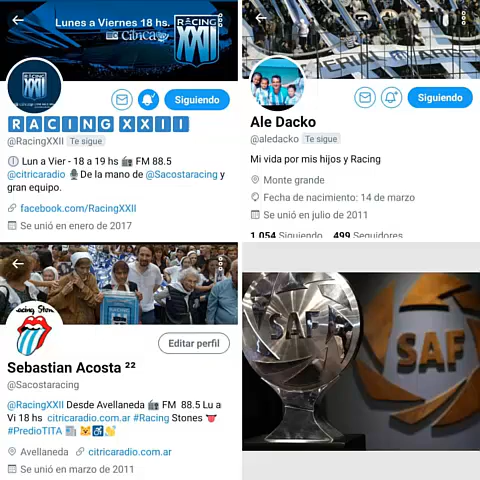 Lunes a Viernes 18 hs.
Cítrica
RACING
XXII
Siguiendo
RACING XXII
@RacingXXII Te sigue
Lun a Vier - 18 a 19 hs FM 88.5
@citricaradio De la mano de @Sacostaracing y
gran equipo.
facebook.com/RacingXXII
Se unió en enero de 2017
Siguiendo
Ale Dacko
@aledacko Te sigue
Mi vida por mis hijos y Racing
Monte grande
Fecha de nacimiento: 14 de marzo
Se unió en julio de 2011
1.054 Siguiendo 499 Seguidores
Racing Stones
Editar perfil
Sebastian Acosta ²²
@Sacostaracing
@RacingXXII Desde Avellaneda FM 88.5 Lu a
Vi 18 hs citricaradio.com.ar #Racing Stones
#PredioTITA
Avellaneda citricaradio.com.ar
Se unió en marzo de 2011
SAF
SAF